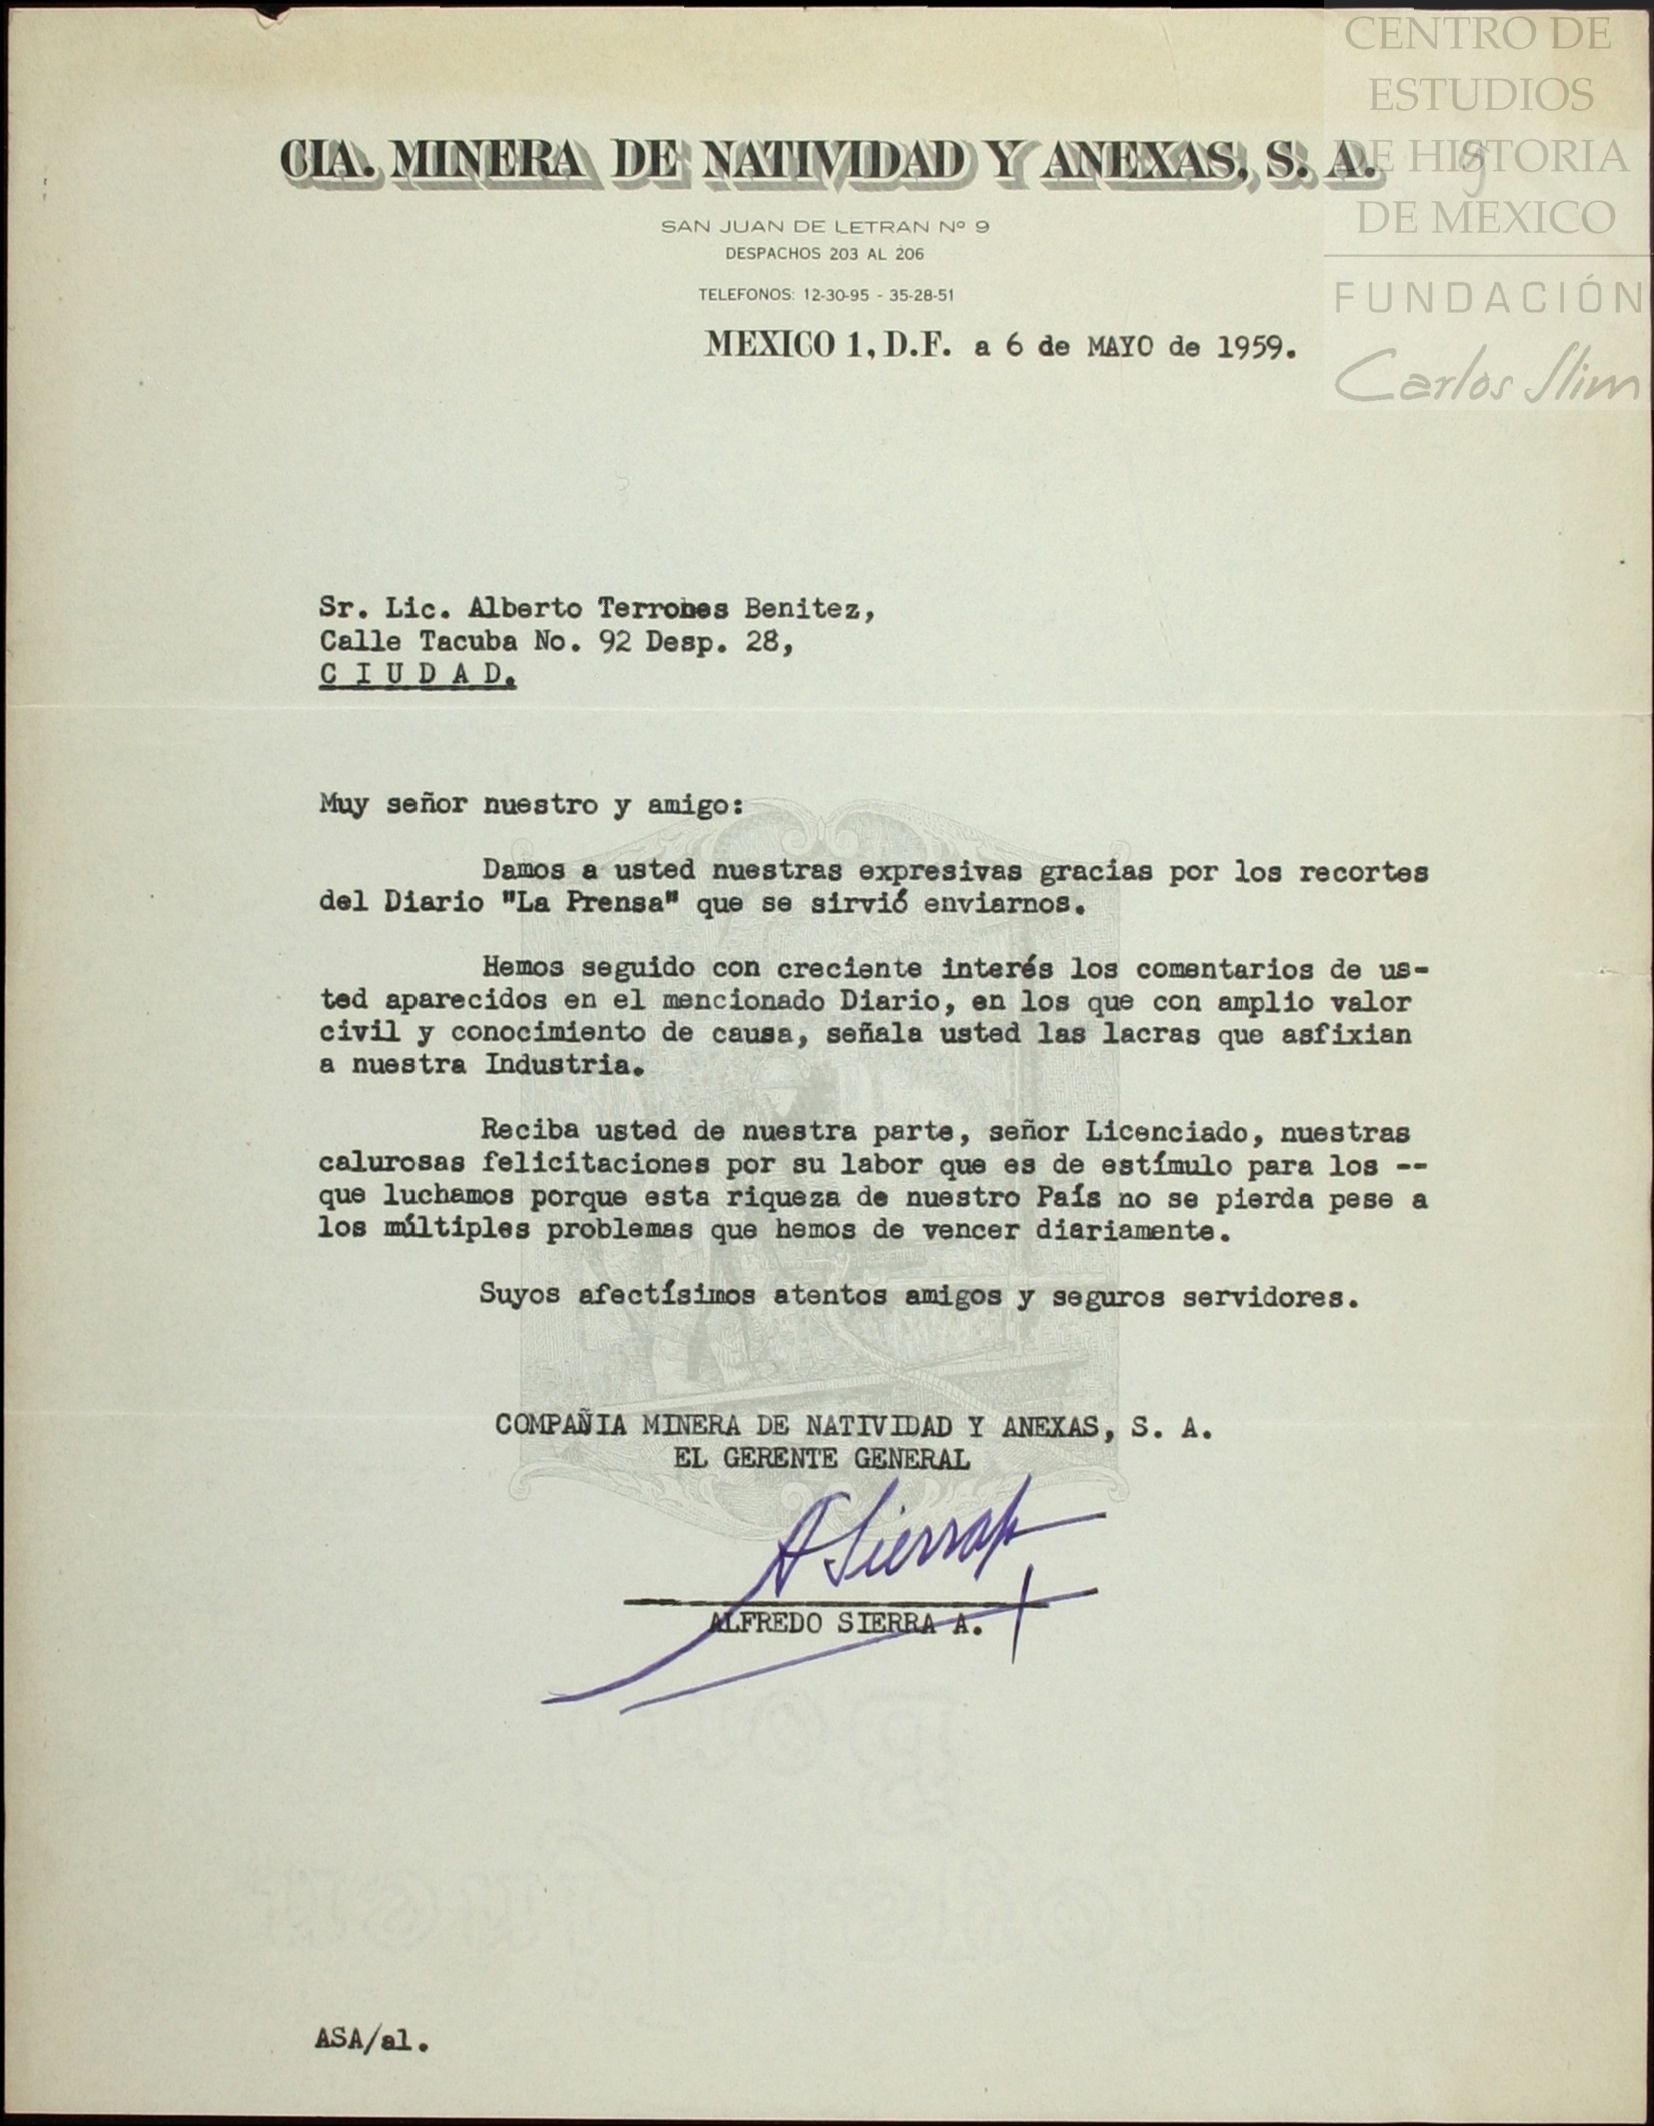 CENTRO DE
ESTUDIOS
DE HISTORIA
DE MEXICO
FUNDACIÓN
Carlos Slim
CIA. MINERA DE NATIVIDAD Y ANEXAS, S. A.
9
SAN JUAN DE LETRAN Nº 9
DESPACHOS 203 AL 206
TELEFONOS: 12-30-95 - 35-28-51
MEXICO 1, D.F. a 6 de MAYO de 1959.
Sr. Lic. Alberto Terrones Benitez,
Calle Tacuba No. 92 Desp. 28,
C I U D A D.
Muy señor nuestro y amigo:
Damos a usted nuestras expresivas gracias por los recortes
del Diario "La Prensa" que se sirvió enviarnos.
Hemos seguido con creciente interés los comentarios de us-
ted aparecidos en el mencionado Diario, en los que con amplio valor
civil y conocimiento de causa, señala usted las lacras que asfixian
a nuestra Industria.
Reciba usted de nuestra parte, señor Licenciado, nuestras
calurosas felicitaciones por su labor que es de estímulo para los --
que luchamos porque esta riqueza de nuestro País no se pierda pese a
los múltiples problemas que hemos de vencer diariamente.
Suyos afectísimos atentos amigos y seguros servidores.
COMPAÑIA MINERA DE NATIVIDAD Y ANEXAS, S. A.
EL GERENTE GENERAL
ASierraA
ALFREDO SIERRA A.
ASA/al.